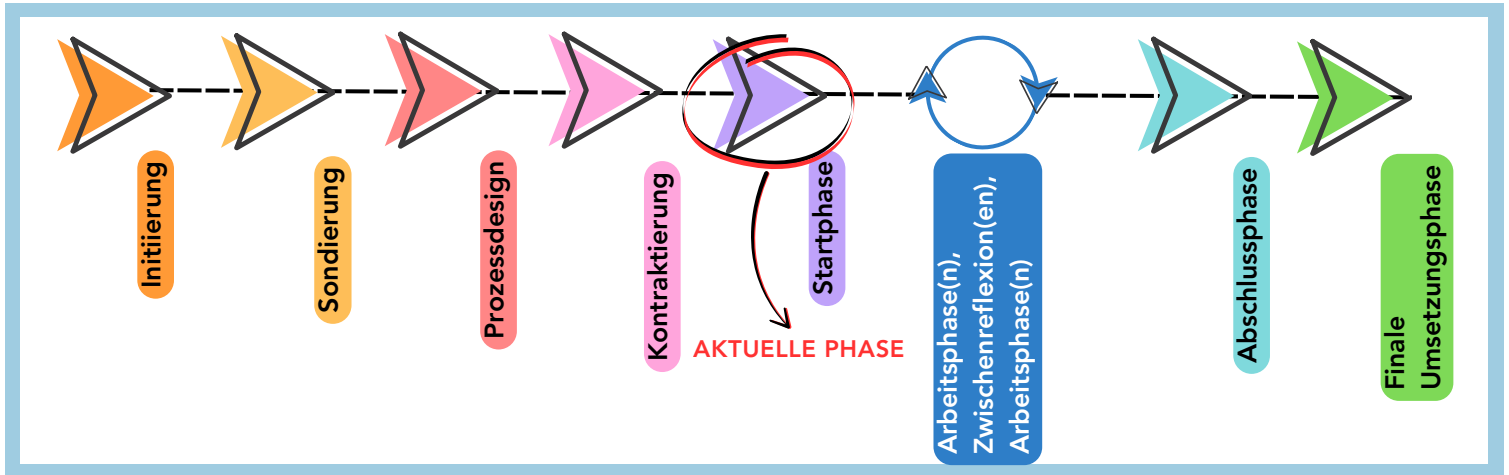 Initiierung
Sondierung
Prozessdesign
Kontraktierung
Startphase
AKTUELLE PHASE
Arbeitsphase(n),
Zwischenreflexion(en),
Arbeitsphase(n)
Abschlussphase
Finale
Umsetzungsphase